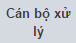 Cán bộ xử
lý